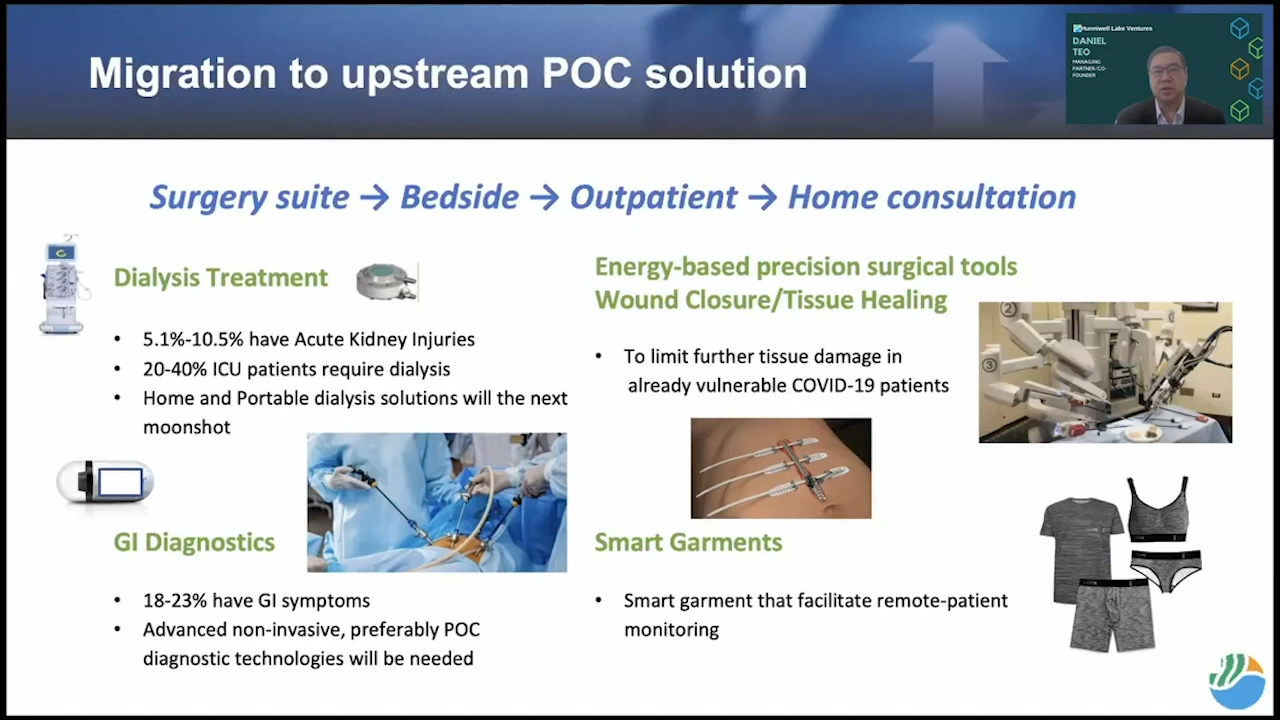 Migration to upstream POC solution
Hunniwell Lake Ventures
DANIEL
TEO
MANAGING
PARTNER/CO-
FOUNDER
Surgery suite → Bedside → Outpatient → Home consultation
Dialysis Treatment
• 5.1%-10.5% have Acute Kidney Injuries
• 20-40% ICU patients require dialysis
• Home and Portable dialysis solutions will the next
moonshot
Energy-based precision surgical tools
Wound Closure/Tissue Healing
• To limit further tissue damage in
already vulnerable COVID-19 patients
2
3
GI Diagnostics
• 18-23% have GI symptoms
• Advanced non-invasive, preferably POC
diagnostic technologies will be needed
Smart Garments
• Smart garment that facilitate remote-patient
monitoring